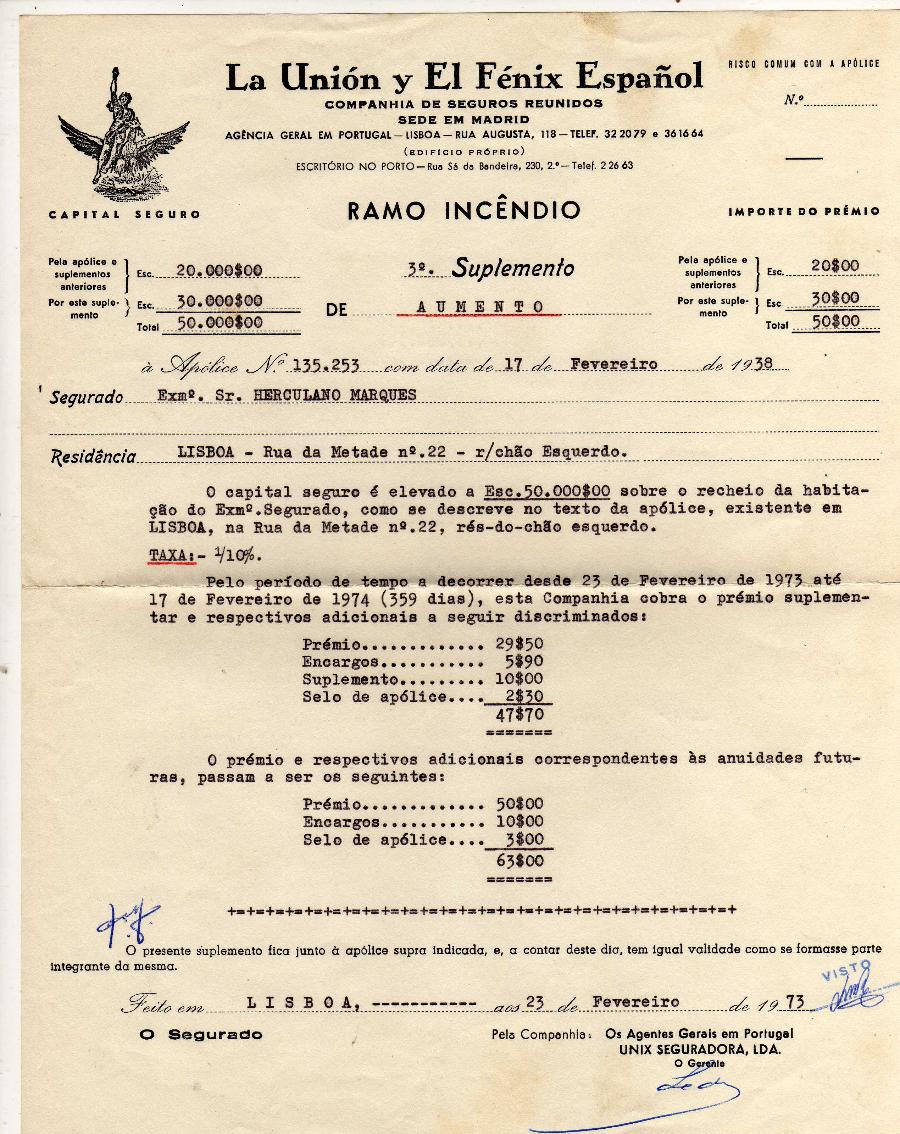 La Unión y El Fénix Español
COMPANHIA DE SEGUROS REUNIDOS
SEDE EM MADRID
AGÊNCIA GERAL EM PORTUGAL—LISBOA—RUA AUGUSTA, 118—TELEF. 32 20 79 e 36 16 64
(EDIFÍCIO PRÓPRIO)
ESCRITÓRIO NO PORTO—Rua Sá da Bandeira, 230, 2.º—Telef. 2 26 63
RISCO COMUM COM A APÓLICE
N.º
CAPITAL SEGURO
RAMO INCÊNDIO
IMPORTE DO PRÉMIO
Pela apólice e suplementos anteriores Esc. 20.000$00
Por este suplemento Esc. 30.000$00
Total 50.000$00
3º. Suplemento
DE AUMENTO
Pela apólice e suplementos anteriores Esc. 20$00
Por este suplemento Esc 30$00
Total 50$00
à Apólice N.º 135.253 com data de 17 de Fevereiro de 1938
Segurado Exmº. Sr. HERCULANO MARQUES
Residência LISBOA - Rua da Metade nº.22 - r/chão Esquerdo.
O capital seguro é elevado a Esc.50.000$00 sobre o recheio da habita-
ção do Exmº.Segurado, como se descreve no texto da apólice, existente em
LISBOA, na Rua da Metade nº.22, rés-do-chão esquerdo.
TAXA:- 1/10%.
Pelo período de tempo a decorrer desde 23 de Fevereiro de 1973 até
17 de Fevereiro de 1974 (359 dias), esta Companhia cobra o prémio suplemen-
tar e respectivos adicionais a seguir discriminados:
Prémio............. 29$50
Encargos........... 5$90
Suplemento......... 10$00
Selo de apólice.... 2$30
47$70
=======
O prémio e respectivos adicionais correspondentes às anuidades futu-
ras, passam a ser os seguintes:
Prémio............. 50$00
Encargos........... 10$00
Selo de apólice.... 3$00
63$00
=======
+=+=+=+=+=+=+=+=+=+=+=+=+=+=+=+=+=+=+=+=+=+=+=+=+=+
O presente suplemento fica junto à apólice supra indicada, e, a contar deste dia, tem igual validade como se formasse parte
integrante da mesma.
VISTO
Feito em LISBOA, ----------- aos 23 de Fevereiro de 1973
O Segurado
Pela Companhia: Os Agentes Gerais em Portugal
UNIX SEGURADORA, LDA.
O Gerente